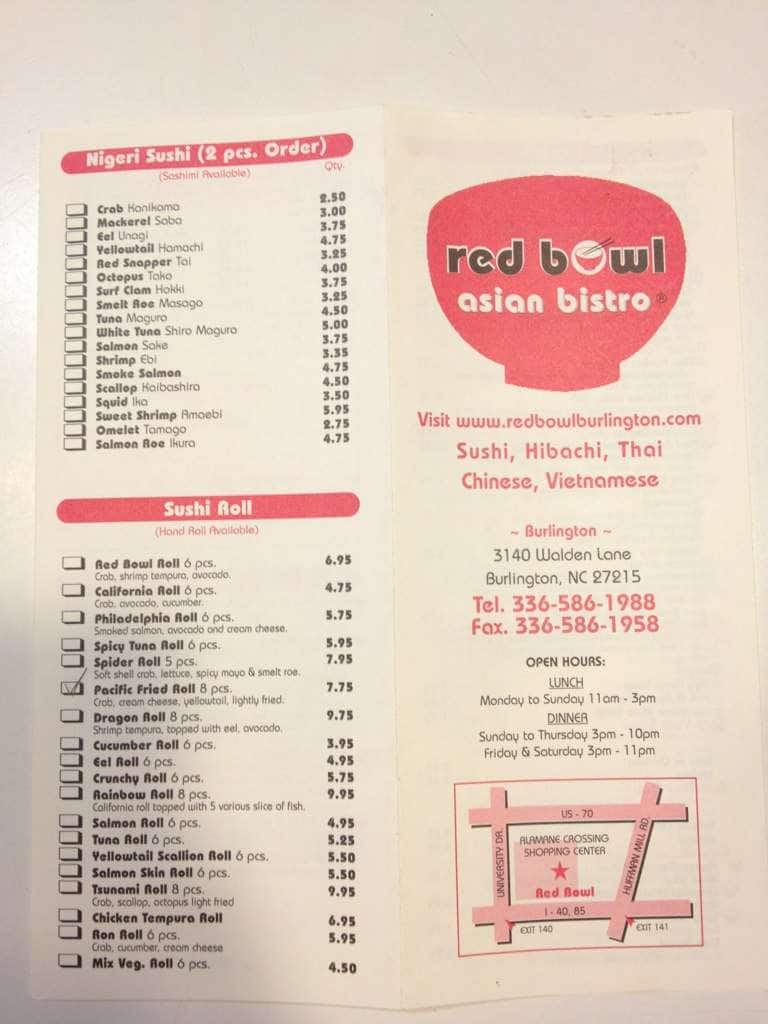 Nigeri Sushi (2 pcs. Order)
(Sashimi Available) Qty.
Crab Kanikama 2.50
Mackerel Saba 3.00
Eel Unagi 3.75
Yellowtail Hamachi 4.75
Red Snapper Tai 3.25
Octopus Tako 4.00
Surf Clam Hokki 3.75
Smelt Roe Masago 3.25
Tuna Maguro 4.50
White Tuna Shiro Maguro 5.00
Salmon Sake 3.75
Shrimp Ebi 3.35
Smoke Salmon 4.75
Scallop Kaibashira 4.50
Squid Ika 3.50
Sweet Shrimp Amaebi 5.95
Omelet Tamago 2.75
Salmon Roe Ikura 4.75
Sushi Roll
(Hand Roll Available)
Red Bowl Roll 6 pcs. 6.95
Crab, shrimp tempura, avocado.
California Roll 6 pcs. 4.75
Crab, avocado, cucumber.
Philadelphia Roll 6 pcs. 5.75
Smoked salmon, avocado and cream cheese.
Spicy Tuna Roll 6 pcs. 5.95
Spider Roll 5 pcs. 7.95
Soft shell crab, lettuce, spicy mayo & smelt roe.
Pacific Fried Roll 8 pcs. 7.75
Crab, cream cheese, yellowtail, lightly fried.
Dragon Roll 8 pcs. 9.75
Shrimp tempura, topped with eel, avocado.
Cucumber Roll 6 pcs. 3.95
Eel Roll 6 pcs. 4.95
Crunchy Roll 6 pcs. 5.75
Rainbow Roll 8 pcs. 9.95
California roll topped with 5 various slice of fish.
Salmon Roll 6 pcs. 4.95
Tuna Roll 6 pcs. 5.25
Yellowtail Scallion Roll 6 pcs. 5.50
Salmon Skin Roll 6 pcs. 5.50
Tsunami Roll 8 pcs. 9.95
Crab, scallop, octopus light fried
Chicken Tempura Roll 6.95
Ron Roll 6 pcs. 5.95
Crab, cucumber, cream cheese
Mix Veg. Roll 6 pcs. 4.50
red bowl
asian bistro®
Visit www.redbowlburlington.com
Sushi, Hibachi, Thai
Chinese, Vietnamese
~ Burlington ~
3140 Walden Lane
Burlington, NC 27215
Tel. 336-586-1988
Fax. 336-586-1958
OPEN HOURS:
LUNCH
Monday to Sunday 11am - 3pm
DINNER
Sunday to Thursday 3pm - 10pm
Friday & Saturday 3pm - 11pm
US - 70
UNIVERSITY DR.
ALAMANE CROSSING
SHOPPING CENTER
HUFFMAN MILL RD.
Red Bowl
I - 40, 85
EXIT 140
EXIT 141